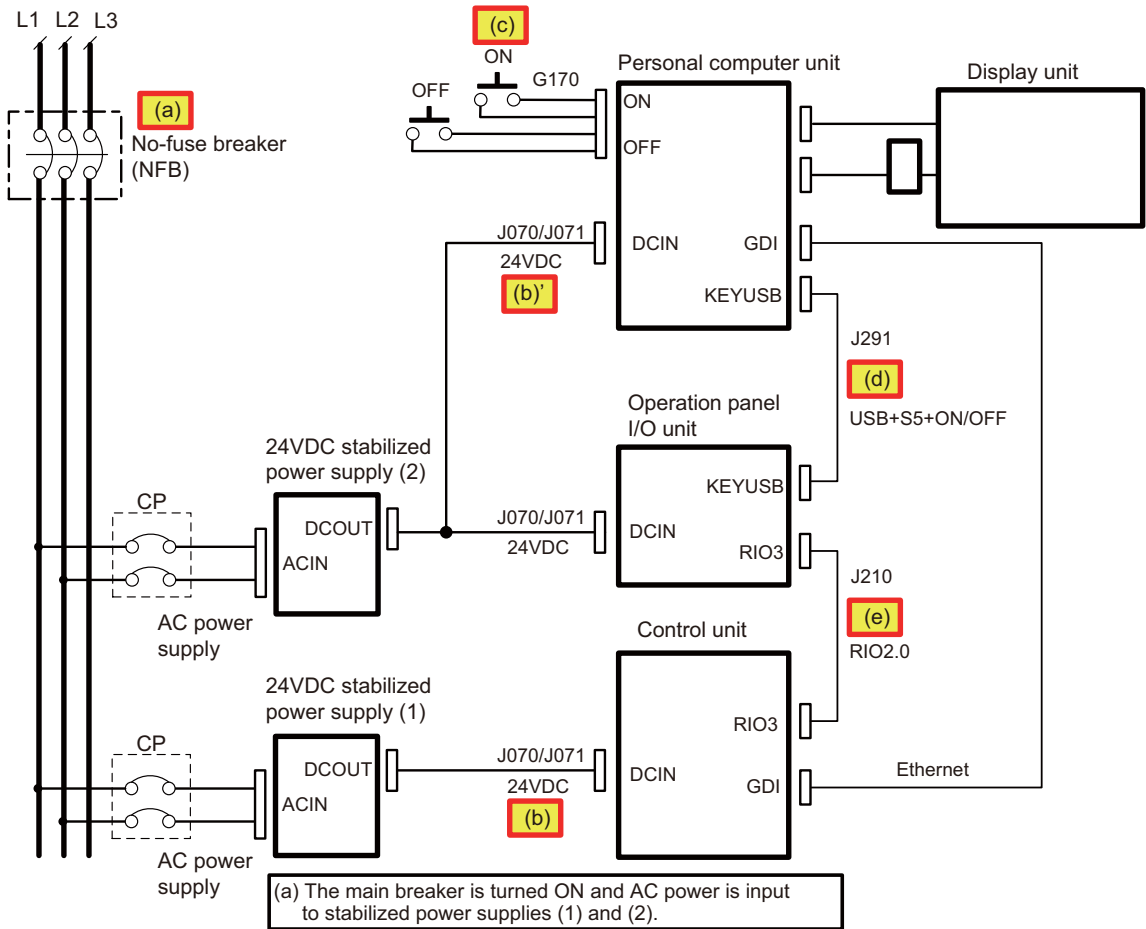 L1 L2 L3
(a)
No-fuse breaker
(NFB)
(c)
ON
OFF
G170
Personal computer unit
ON
OFF
DCIN
GDI
KEYUSB
Display unit
J070/J071
24VDC
(b)'
J291
(d)
USB+S5+ON/OFF
Operation panel
I/O unit
KEYUSB
DCIN
RIO3
24VDC stabilized
power supply (2)
CP
DCOUT
ACIN
J070/J071
24VDC
AC power
supply
J210
(e)
RIO2.0
Control unit
RIO3
DCIN
GDI
Ethernet
24VDC stabilized
power supply (1)
CP
DCOUT
ACIN
J070/J071
24VDC
(b)
AC power
supply
(a) The main breaker is turned ON and AC power is input
to stabilized power supplies (1) and (2).